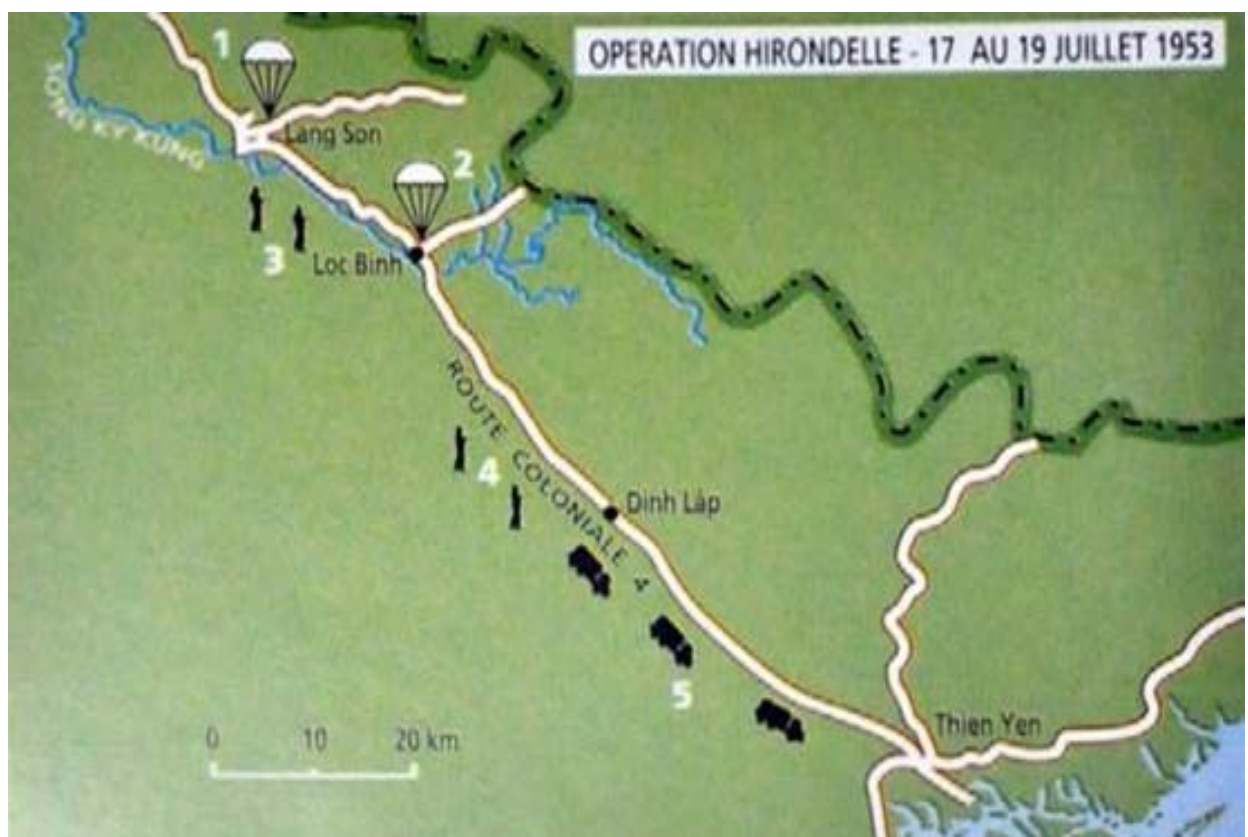 OPERATION HIRONDELLE - 17 AU 19 JUILLET 1953
1
SONG KY KUNG
Lang Son
2
3
Loc Binh
ROUTE COLONIALE 4
4
Dinh Làp
5
Thien Yen
0 10 20 km